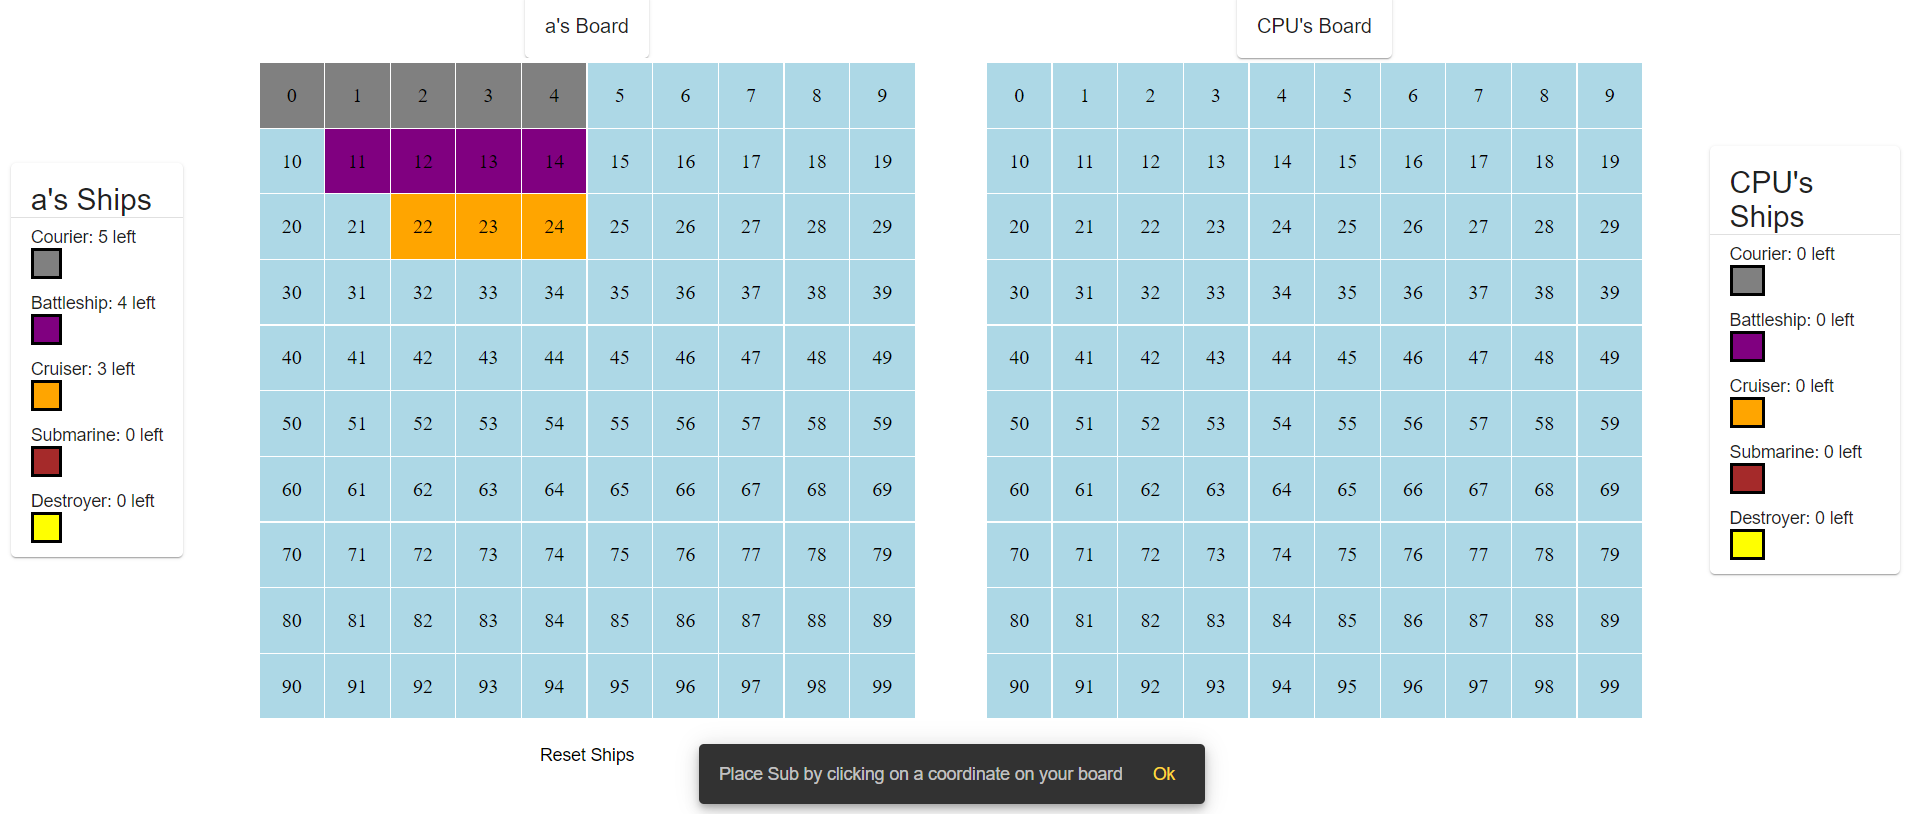 a's Board
CPU's Board
0 1 2 3 4 5 6 7 8 9
10 11 12 13 14 15 16 17 18 19
20 21 22 23 24 25 26 27 28 29
30 31 32 33 34 35 36 37 38 39
40 41 42 43 44 45 46 47 48 49
50 51 52 53 54 55 56 57 58 59
60 61 62 63 64 65 66 67 68 69
70 71 72 73 74 75 76 77 78 79
80 81 82 83 84 85 86 87 88 89
90 91 92 93 94 95 96 97 98 99
0 1 2 3 4 5 6 7 8 9
10 11 12 13 14 15 16 17 18 19
20 21 22 23 24 25 26 27 28 29
30 31 32 33 34 35 36 37 38 39
40 41 42 43 44 45 46 47 48 49
50 51 52 53 54 55 56 57 58 59
60 61 62 63 64 65 66 67 68 69
70 71 72 73 74 75 76 77 78 79
80 81 82 83 84 85 86 87 88 89
90 91 92 93 94 95 96 97 98 99
a's Ships
Courier: 5 left
Battleship: 4 left
Cruiser: 3 left
Submarine: 0 left
Destroyer: 0 left
CPU's
Ships
Courier: 0 left
Battleship: 0 left
Cruiser: 0 left
Submarine: 0 left
Destroyer: 0 left
Reset Ships
Place Sub by clicking on a coordinate on your board Ok